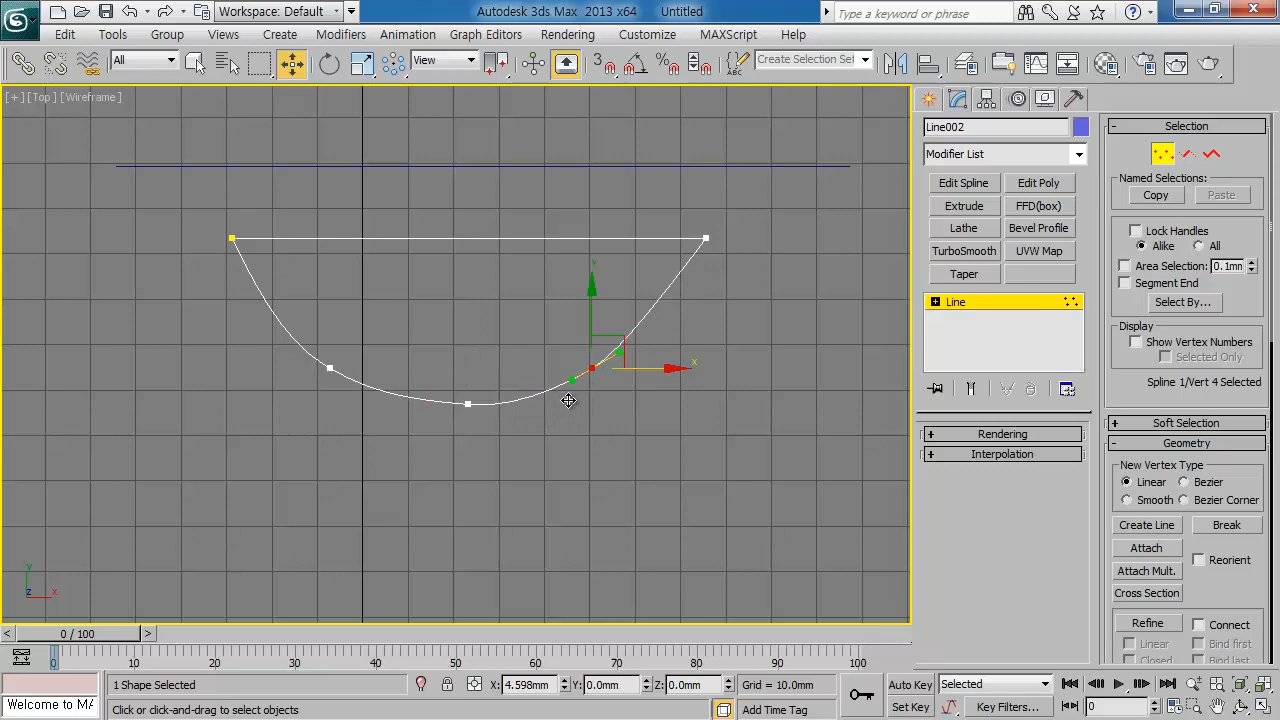 Workspace: Default
Autodesk 3ds Max 2013 x64 Untitled
Type a keyword or phrase
Edit Tools Group Views Create Modifiers Animation Graph Editors Rendering Customize MAXScript Help
All
View
3
Create Selection Set
[+] [Top] [Wireframe]
Line002
Modifier List
Edit Spline
Edit Poly
Extrude
FFD(box)
Lathe
Bevel Profile
TurboSmooth
UVW Map
Taper
Line
Rendering
Interpolation
Selection
Named Selections:
Copy
Paste
Lock Handles
Alike
All
Area Selection:
0.1mm
Segment End
Select By...
Display
Show Vertex Numbers
Selected Only
Spline 1/Vert 4 Selected
Soft Selection
Geometry
New Vertex Type
Linear
Bezier
Smooth
Bezier Corner
Create Line
Break
Attach
Reorient
Attach Mult.
Cross Section
Refine
Connect
Linear
Bind first
Closed
Bind last
y
x
y
z
x
0 / 100
0 10 20 30 40 50 60 70 80 90 100
1 Shape Selected
X: 4.598mm
Y: 0.0mm
Z: 0.0mm
Grid = 10.0mm
Auto Key
Selected
Welcome to MA
Click or click-and-drag to select objects
Add Time Tag
Set Key
Key Filters...
0